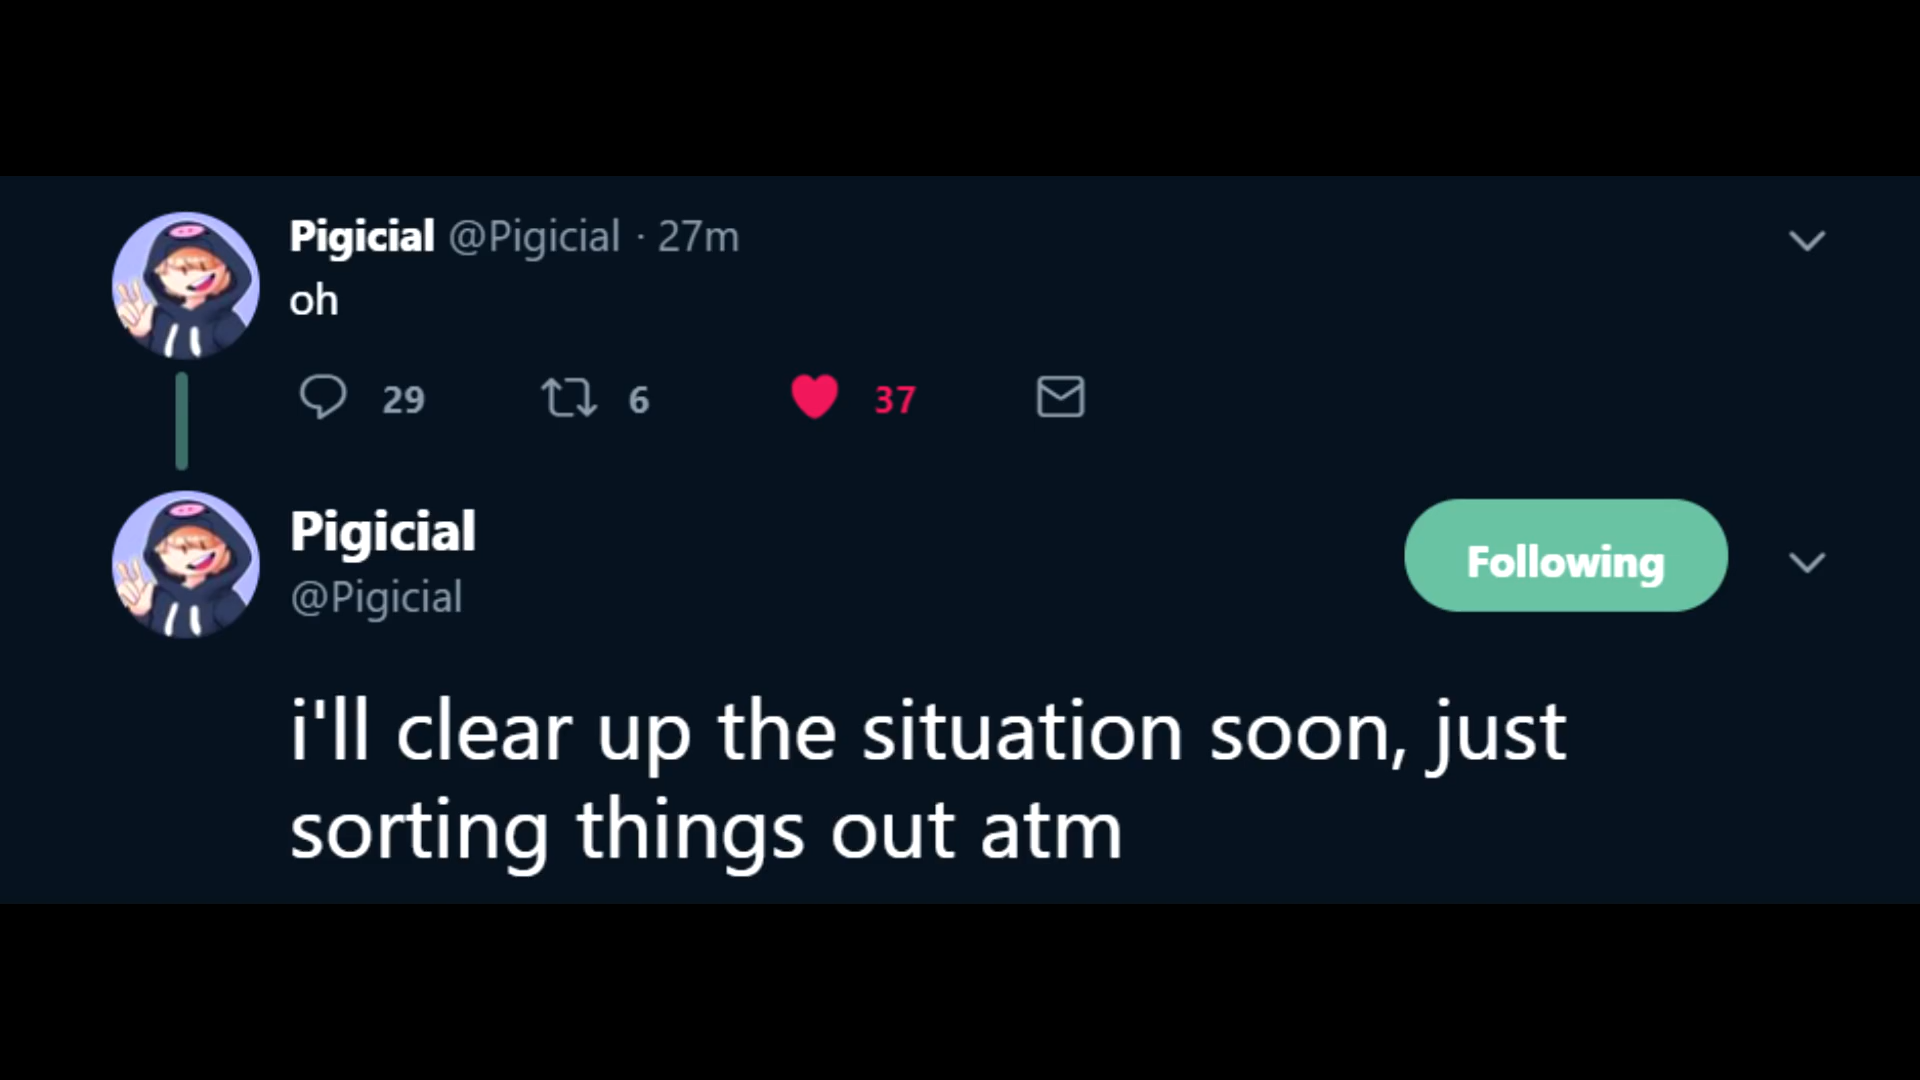 Pigicial @Pigicial · 27m
oh
29 6 37
Pigicial
@Pigicial
Following
i'll clear up the situation soon, just
sorting things out atm